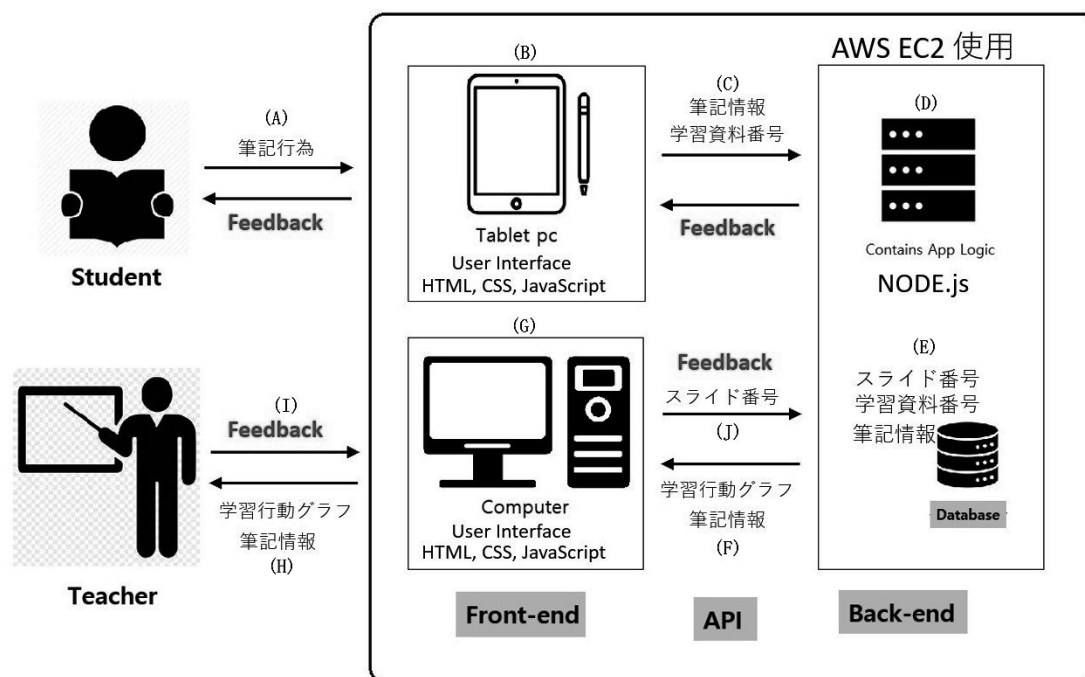 AWS EC2 使用
(A)
筆記行為
Feedback
Student
(B)
Tablet pc
User Interface
HTML, CSS, JavaScript
(C)
筆記情報
学習資料番号
Feedback
(D)
Contains App Logic
NODE.js
(I)
Feedback
学習行動グラフ
筆記情報
(H)
Teacher
(G)
Computer
User Interface
HTML, CSS, JavaScript
Feedback
スライド番号
(J)
学習行動グラフ
筆記情報
(F)
(E)
スライド番号
学習資料番号
筆記情報
Database
Front-end
API
Back-end